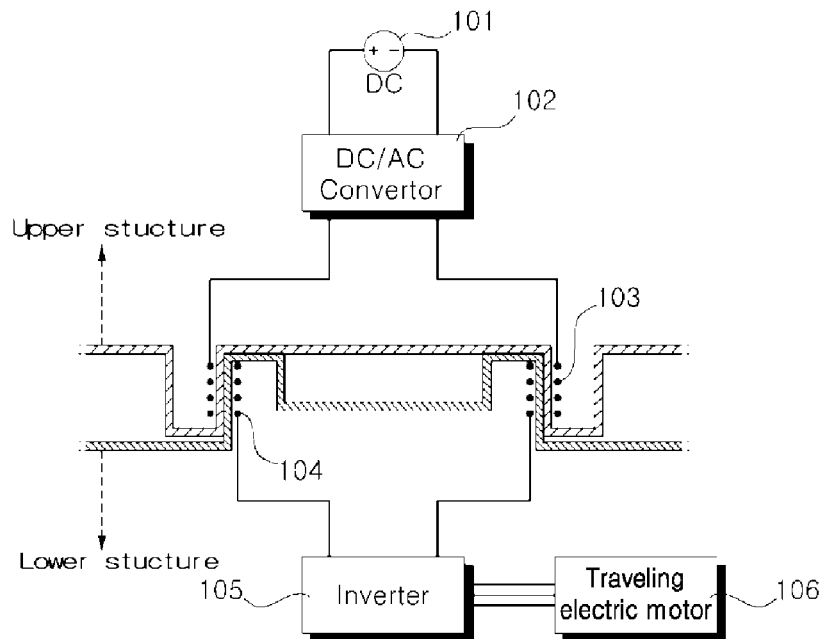 101
+ -
DC
102
DC/AC
Convertor
Upper stucture
103
104
Lower stucture
105
Inverter
Traveling
electric motor
106